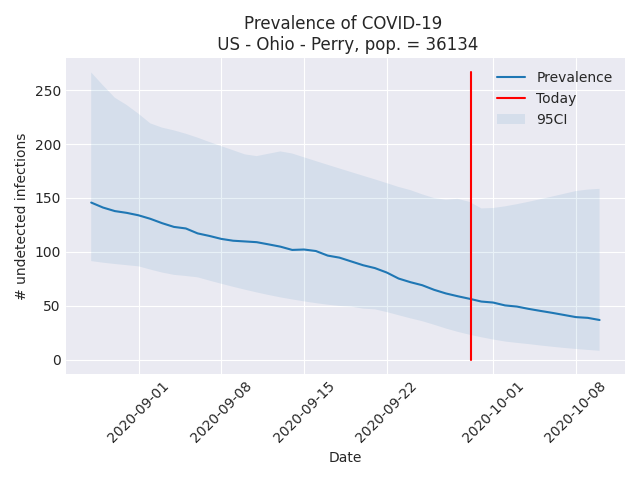 Prevalence of COVID-19
US - Ohio - Perry, pop. = 36134
Prevalence
Today
95CI
# undetected infections
250
200
150
100
50
0
2020-09-01
2020-09-08
2020-09-15
2020-09-22
2020-10-01
2020-10-08
Date